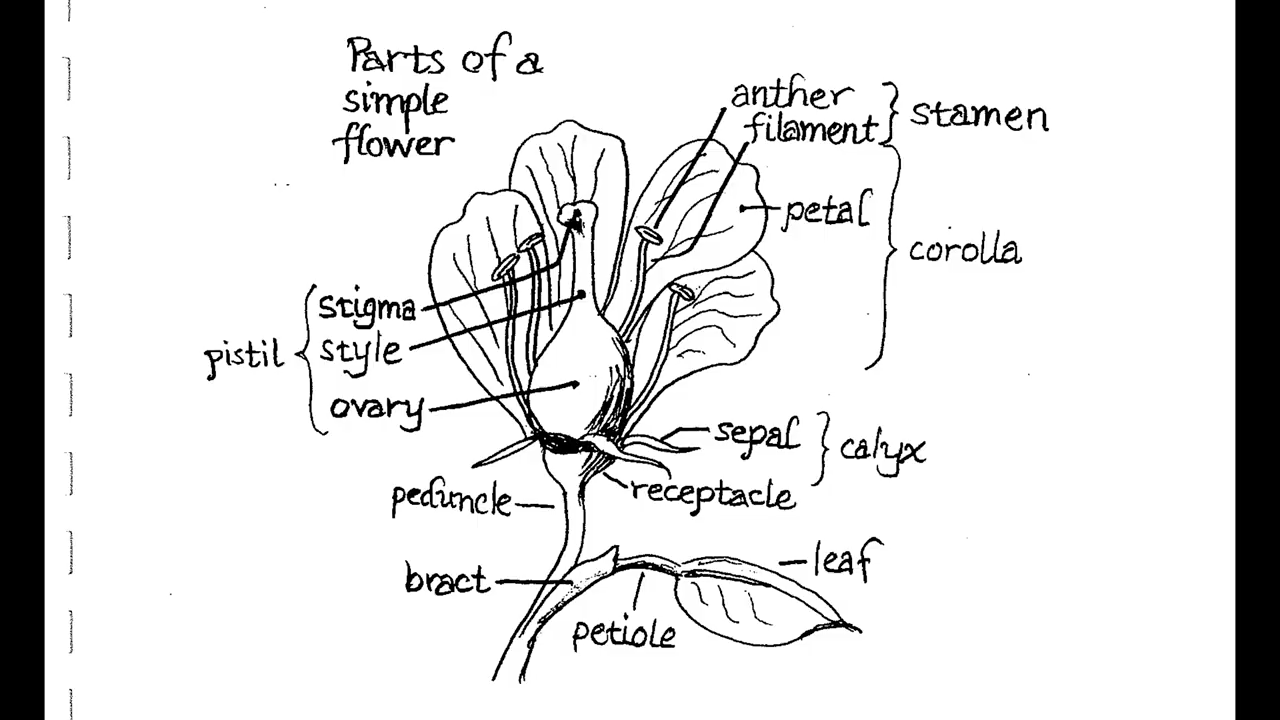 Parts of a
simple
flower
anther
filament
stamen
petal
corolla
stigma
style
ovary
pistil
sepal
calyx
receptacle
peduncle
bract
leaf
petiole